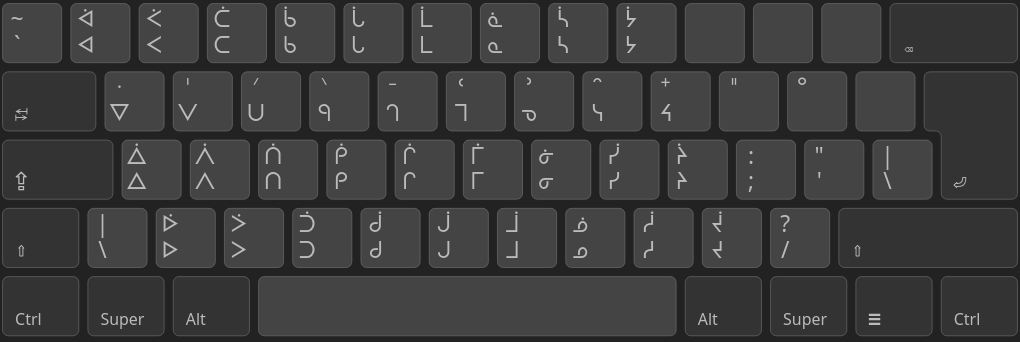 ~ ᐋ ᐹ ᑖ ᑳ ᒑ ᒫ ᓈ ᓵ ᔮ
` ᐊ ᐸ ᑕ ᑲ ᒐ ᒪ ᓇ ᓴ ᔭ
ᐧ ᑊ ᐟ ᐠ ᐨ ᒼ ᐣ ᐢ ᐩ ᐦ ᐤ
ᐁ ᐯ ᑌ ᑫ ᒉ ᒣ ᓀ ᓭ ᔦ
ᐄ ᐲ ᑏ ᑮ ᒌ ᒦ ᓃ ᓰ ᔩ : " |
ᐃ ᐱ ᑎ ᑭ ᒋ ᒥ ᓂ ᓯ ᔨ ; ' \
| ᐆ ᐴ ᑑ ᑰ ᒎ ᒨ ᓅ ᓲ ᔫ ?
\ ᐅ ᐳ ᑐ ᑯ ᒍ ᒧ ᓄ ᓱ ᔪ /
Ctrl Super Alt Alt Super Ctrl